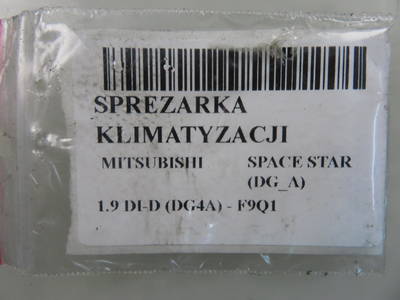 SPREZARKA
KLIMATYZACJI
MITSUBISHI SPACE STAR
(DG_A)
1.9 DI-D (DG4A) - F9Q1